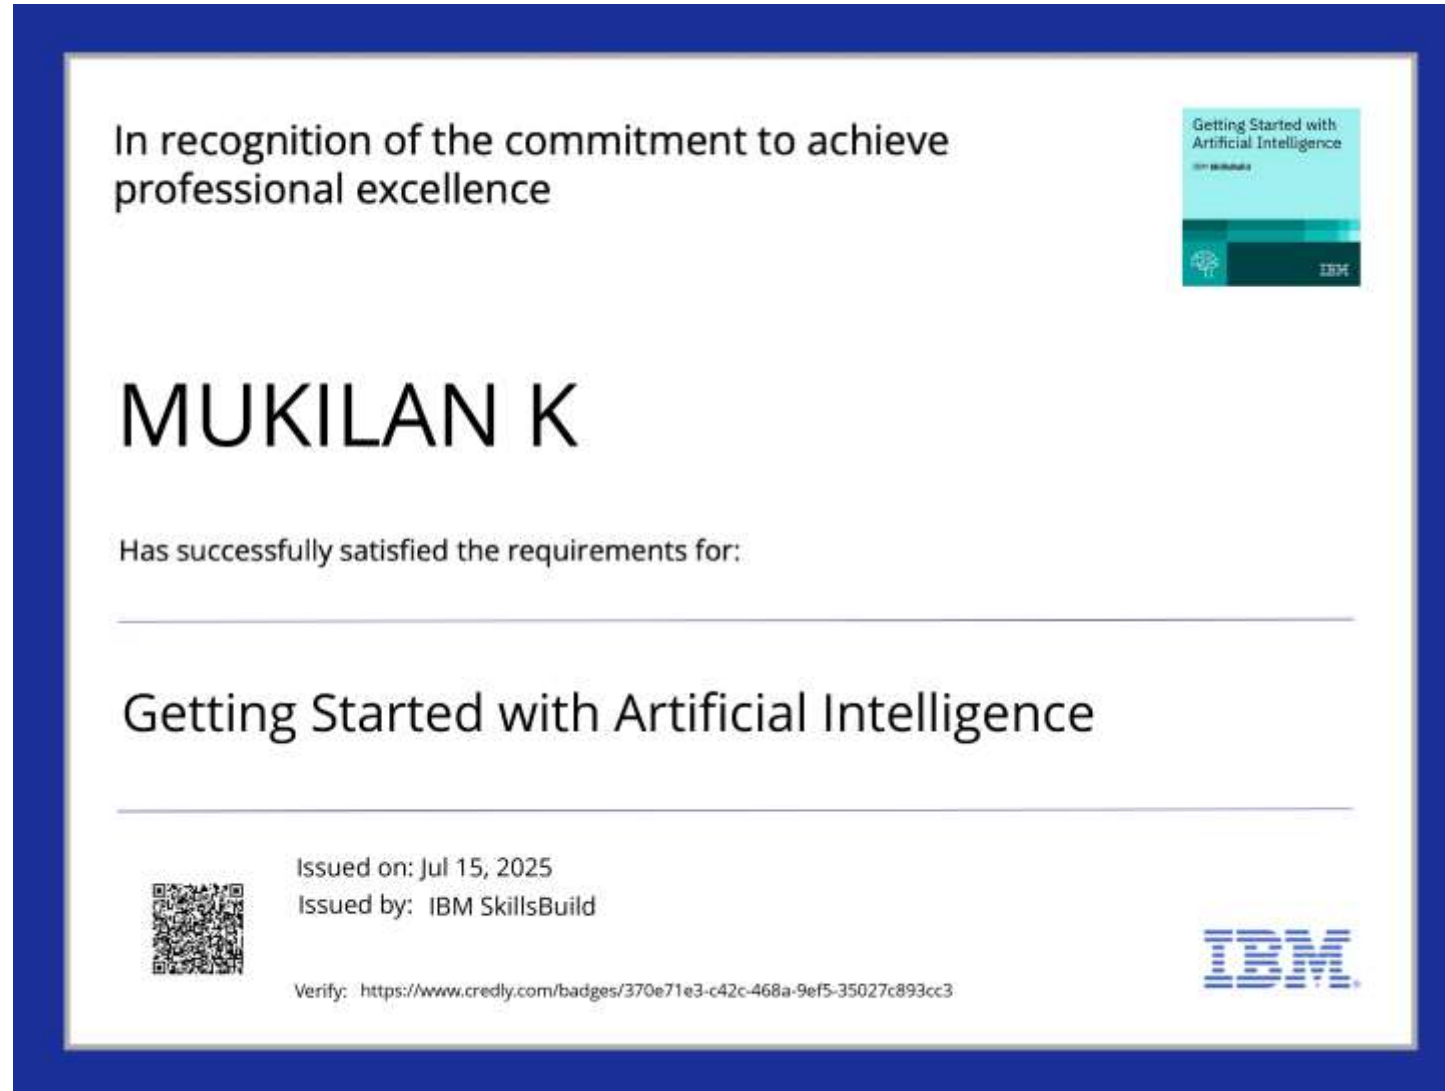 In recognition of the commitment to achieve
professional excellence
Getting Started with
Artificial Intelligence
IBM SkillsBuild
MUKILAN K
Has successfully satisfied the requirements for:
Getting Started with Artificial Intelligence
IBM
Issued on: Jul 15, 2025
Issued by: IBM SkillsBuild
IBM
Verify: https://www.credly.com/badges/370e71e3-c42c-468a-9ef5-35027c893cc3